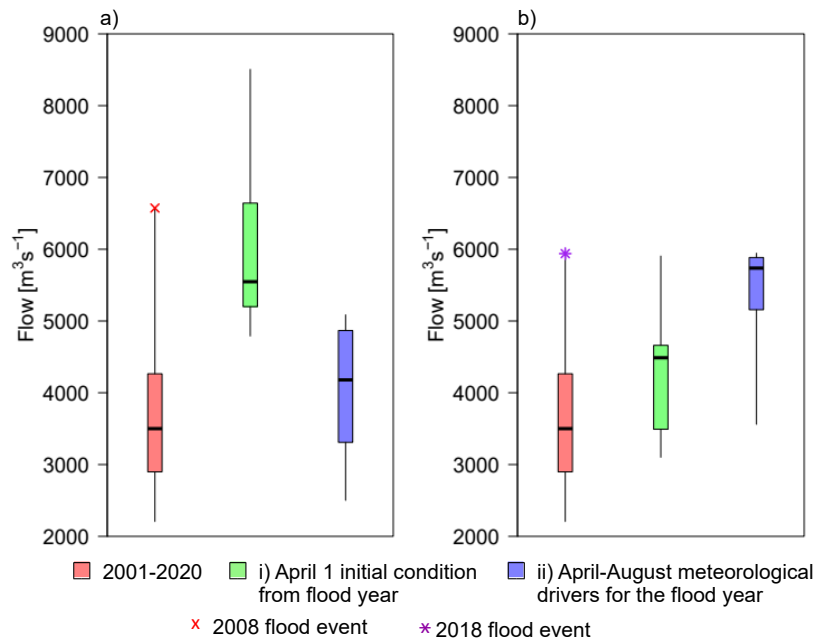 a)
b)
9000
8000
7000
6000
5000
4000
3000
2000
Flow [m³s⁻¹]
9000
8000
7000
6000
5000
4000
3000
2000
Flow [m³s⁻¹]
2001-2020
i) April 1 initial condition
from flood year
ii) April-August meteorological
drivers for the flood year
2008 flood event
2018 flood event